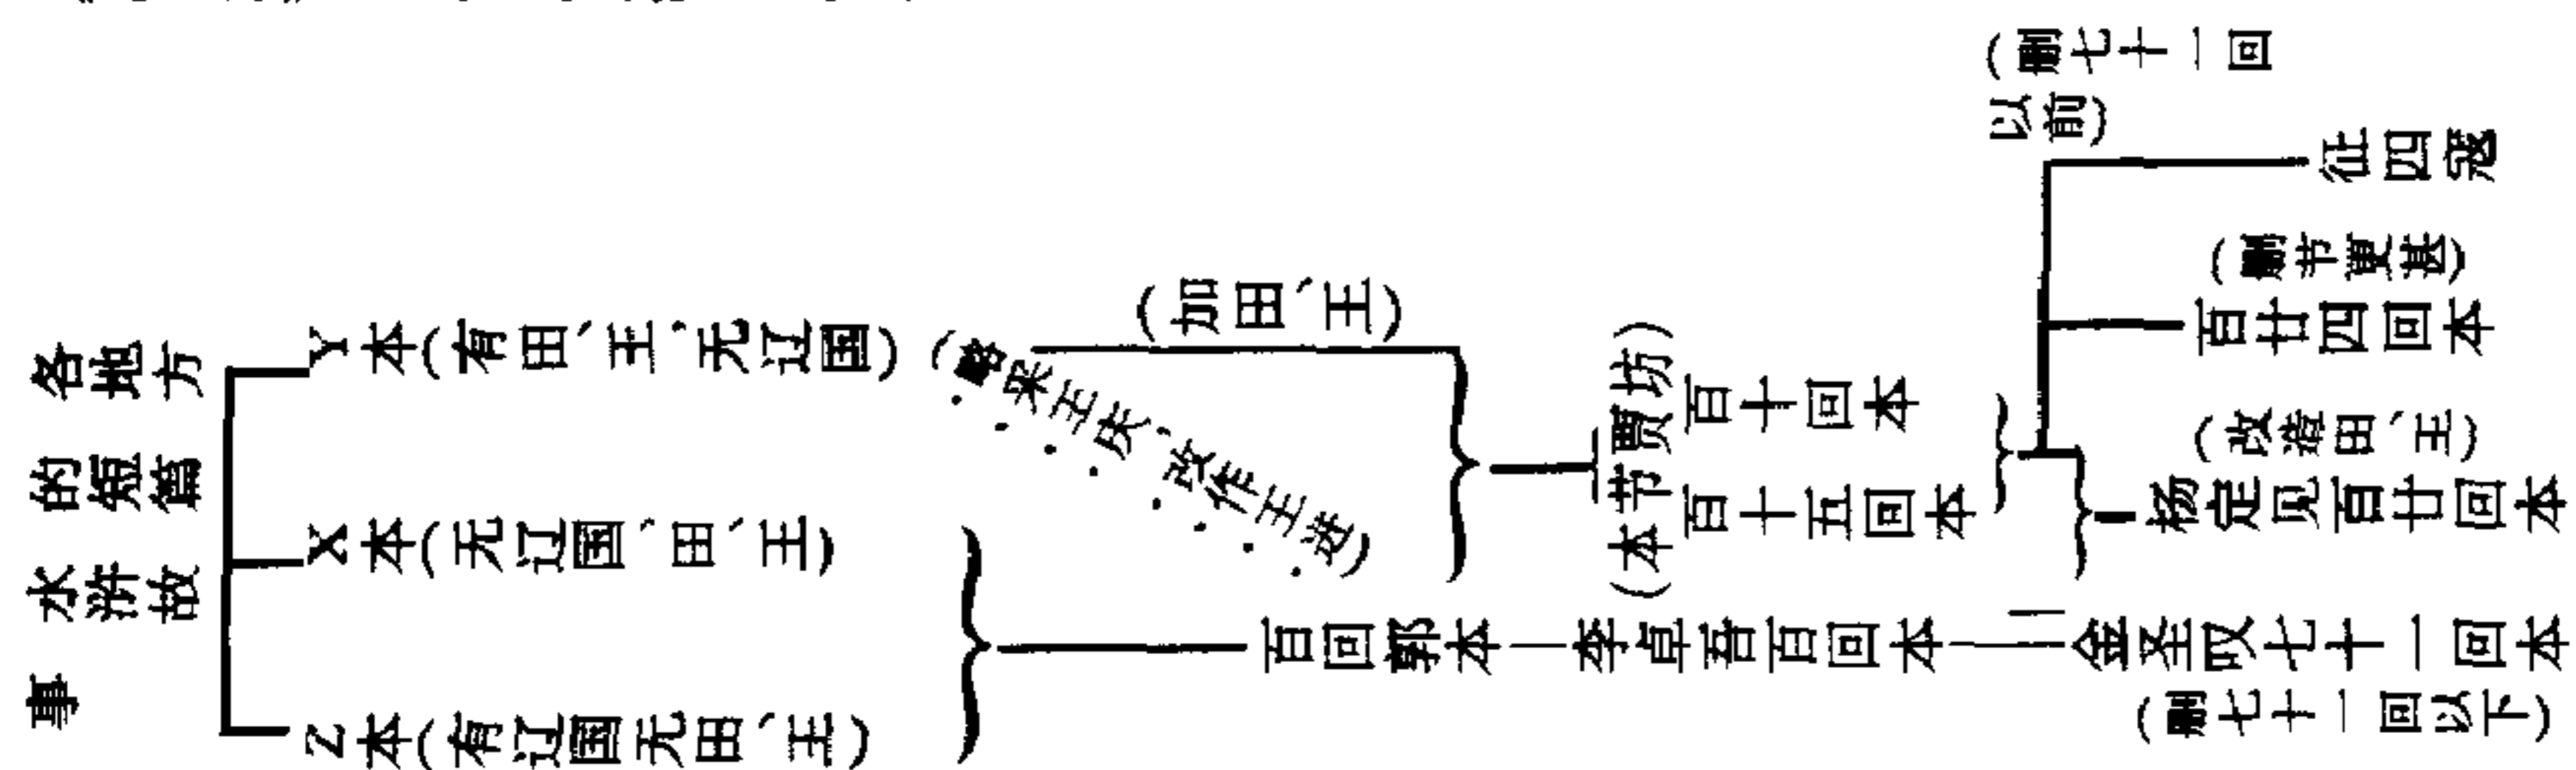 各地方
的短篇
水浒故
事
Y本(有田、王、无辽国)
X本(无辽国、田、王)
Z本(有辽国无田、王)
(略采王庆,改作王进)
(加田、王)
百回郭本—李卓吾百回本—金圣叹七十一回本
(删七十一回以下)
(本节贾坊)
百十回本
百十五回本
(删七十一回
以前)
征四寇
(删节更甚)
百廿四回本
(改造田、王)
杨定见百廿回本